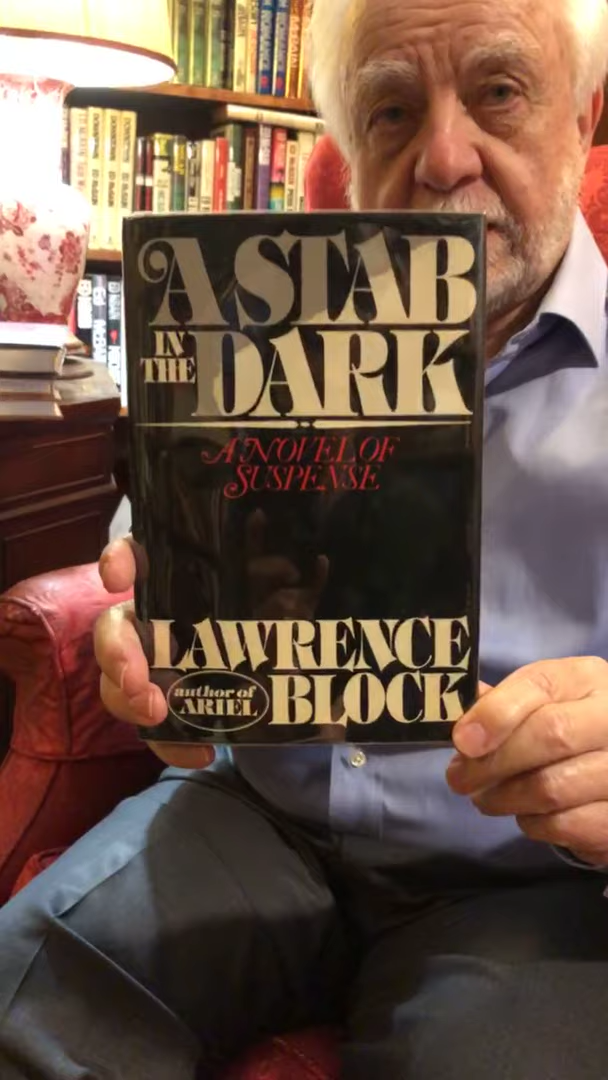 A STAB
IN THE DARK
A NOVEL OF
SUSPENSE
LAWRENCE
author of
ARIEL
BLOCK